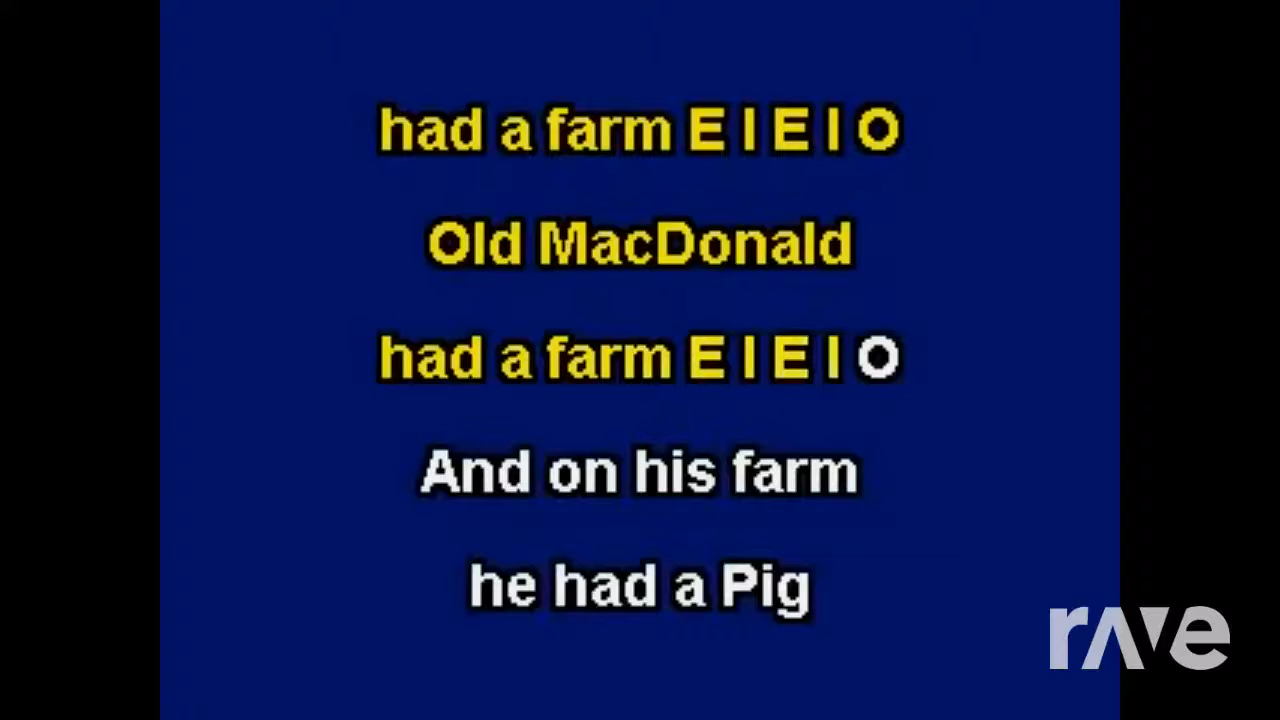 had a farm E I E I O
Old MacDonald
had a farm E I E I O
And on his farm
he had a Pig
rave